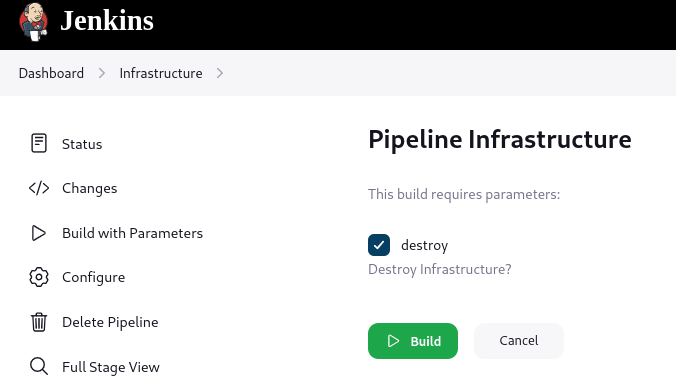 Jenkins
Dashboard
Infrastructure
Status
Changes
Build with Parameters
Configure
Delete Pipeline
Full Stage View
Pipeline Infrastructure
This build requires parameters:
destroy
Destroy Infrastructure?
Build
Cancel